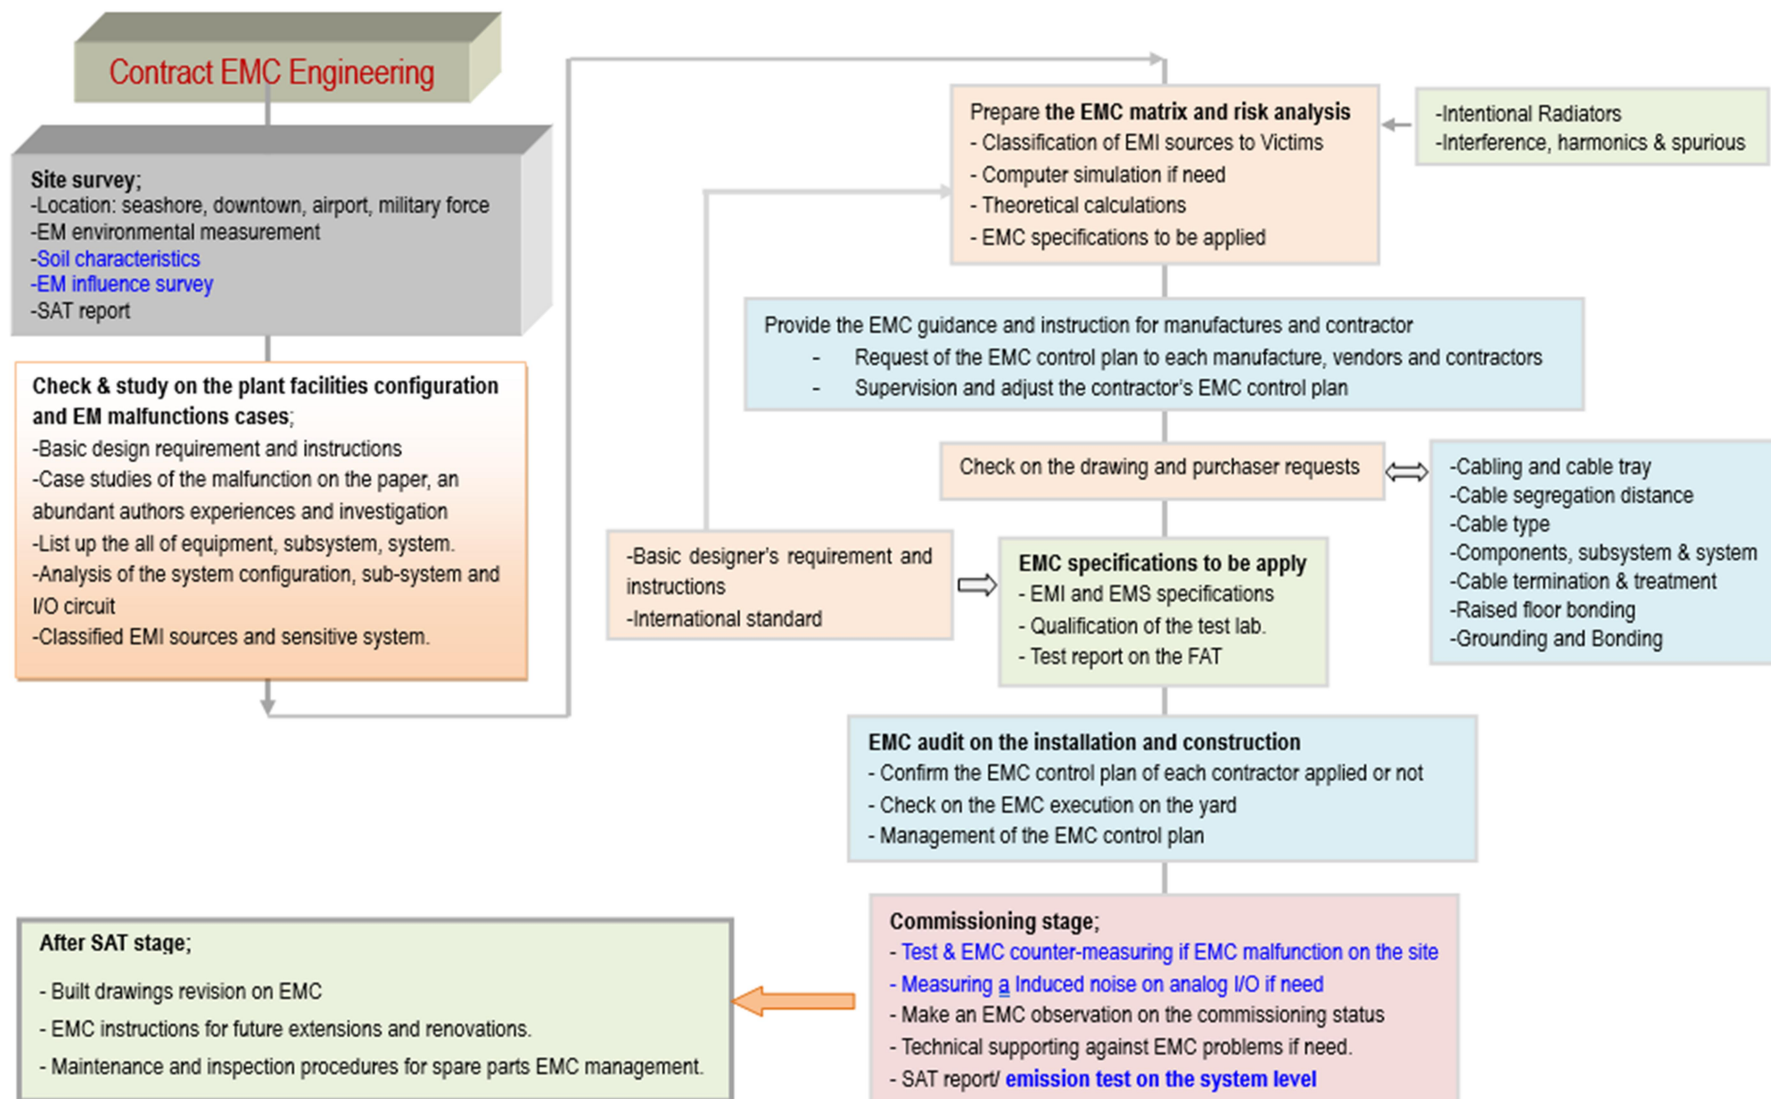 Contract EMC Engineering
Site survey;
-Location: seashore, downtown, airport, military force
-EM environmental measurement
-Soil characteristics
-EM influence survey
-SAT report
Check & study on the plant facilities configuration
and EM malfunctions cases;
-Basic design requirement and instructions
-Case studies of the malfunction on the paper, an
abundant authors experiences and investigation
-List up the all of equipment, subsystem, system.
-Analysis of the system configuration, sub-system and
I/O circuit
-Classified EMI sources and sensitive system.
Prepare the EMC matrix and risk analysis
- Classification of EMI sources to Victims
- Computer simulation if need
- Theoretical calculations
- EMC specifications to be applied
-Intentional Radiators
-Interference, harmonics & spurious
Provide the EMC guidance and instruction for manufactures and contractor
- Request of the EMC control plan to each manufacture, vendors and contractors
- Supervision and adjust the contractor's EMC control plan
Check on the drawing and purchaser requests
-Cabling and cable tray
-Cable segregation distance
-Cable type
-Components, subsystem & system
-Cable termination & treatment
-Raised floor bonding
-Grounding and Bonding
-Basic designer's requirement and
instructions
-International standard
EMC specifications to be apply
- EMI and EMS specifications
- Qualification of the test lab.
- Test report on the FAT
EMC audit on the installation and construction
- Confirm the EMC control plan of each contractor applied or not
- Check on the EMC execution on the yard
- Management of the EMC control plan
Commissioning stage;
- Test & EMC counter-measuring if EMC malfunction on the site
- Measuring a Induced noise on analog I/O if need
- Make an EMC observation on the commissioning status
- Technical supporting against EMC problems if need.
- SAT report/ emission test on the system level
After SAT stage;
- Built drawings revision on EMC
- EMC instructions for future extensions and renovations.
- Maintenance and inspection procedures for spare parts EMC management.